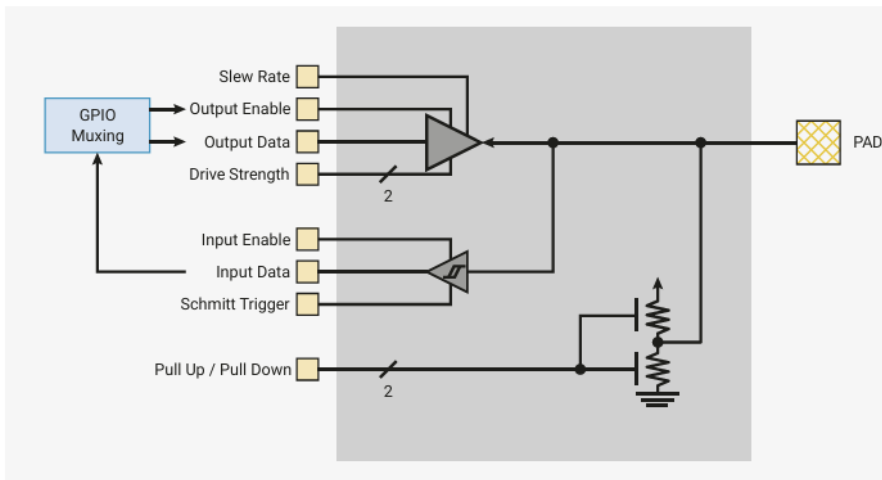 Slew Rate
Output Enable
GPIO
Muxing
Output Data
PAD
Drive Strength
2
Input Enable
Input Data
Schmitt Trigger
Pull Up / Pull Down
2